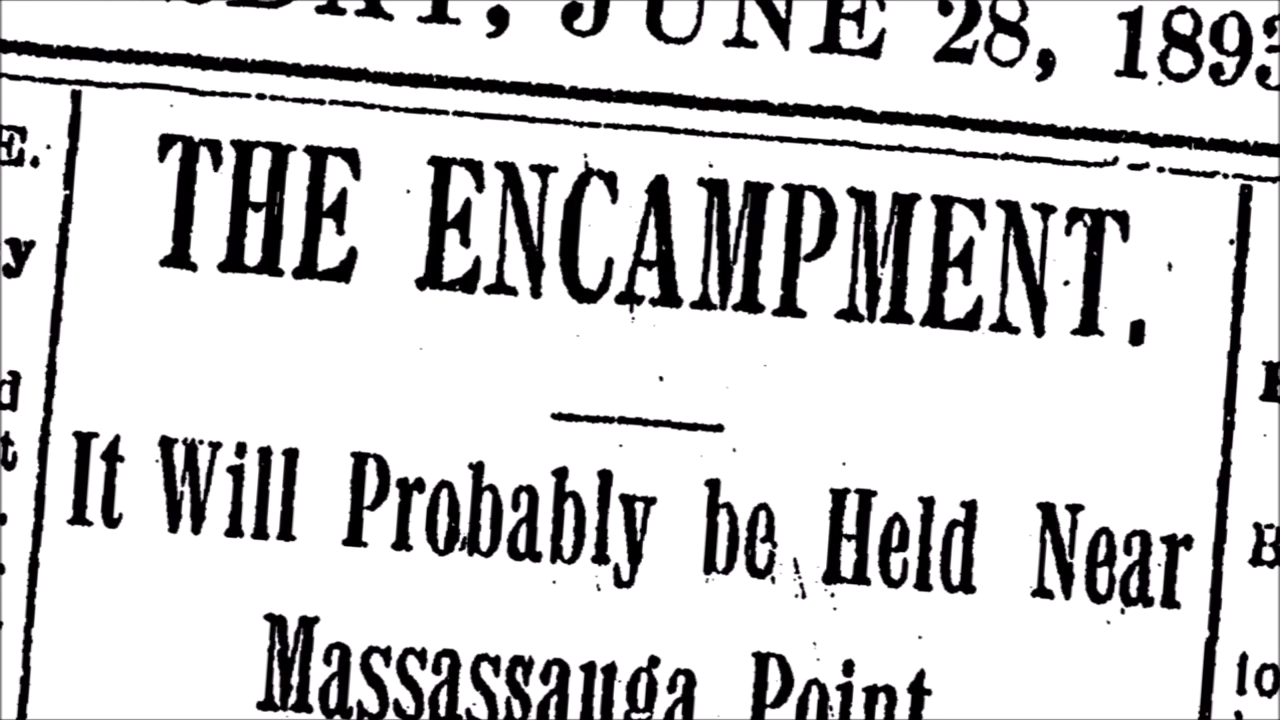 JUNE 28, 1893
THE ENCAMPMENT.
It Will Probably be Held Near
Massassauga Point